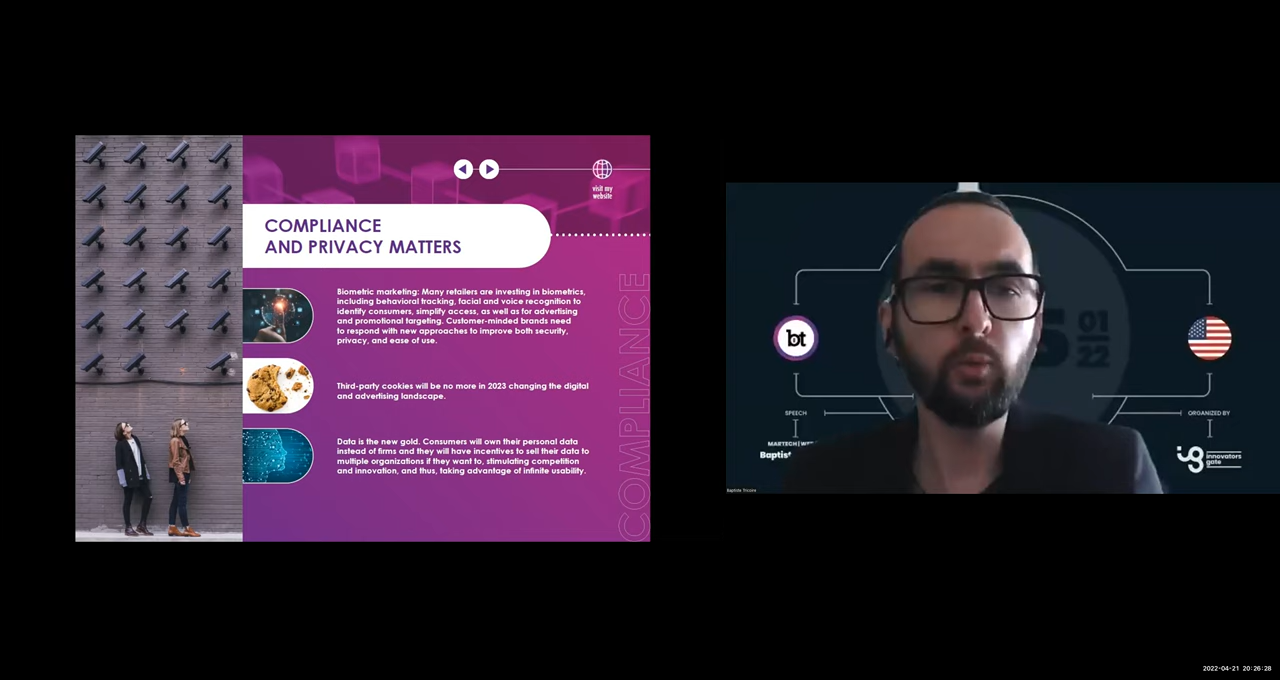 visit my
website
COMPLIANCE
AND PRIVACY MATTERS
Biometric marketing: Many retailers are investing in biometrics,
including behavioral tracking, facial and voice recognition to
identify consumers, simplify access, as well as for advertising
and promotional targeting. Customer-minded brands need
to respond with new approaches to improve both security,
privacy, and ease of use.
Third-party cookies will be no more in 2023 changing the digital
and advertising landscape.
Data is the new gold. Consumers will own their personal data
instead of firms and they will have incentives to sell their data to
multiple organizations if they want to, stimulating competition
and innovation, and thus, taking advantage of infinite usability.
COMPLIANCE
bt
01
22
SPEECH
ORGANIZED BY
MARTECH
Baptis
ig
innovators
gate
Baptiste Tricoire
2022-04-21 20:26:28